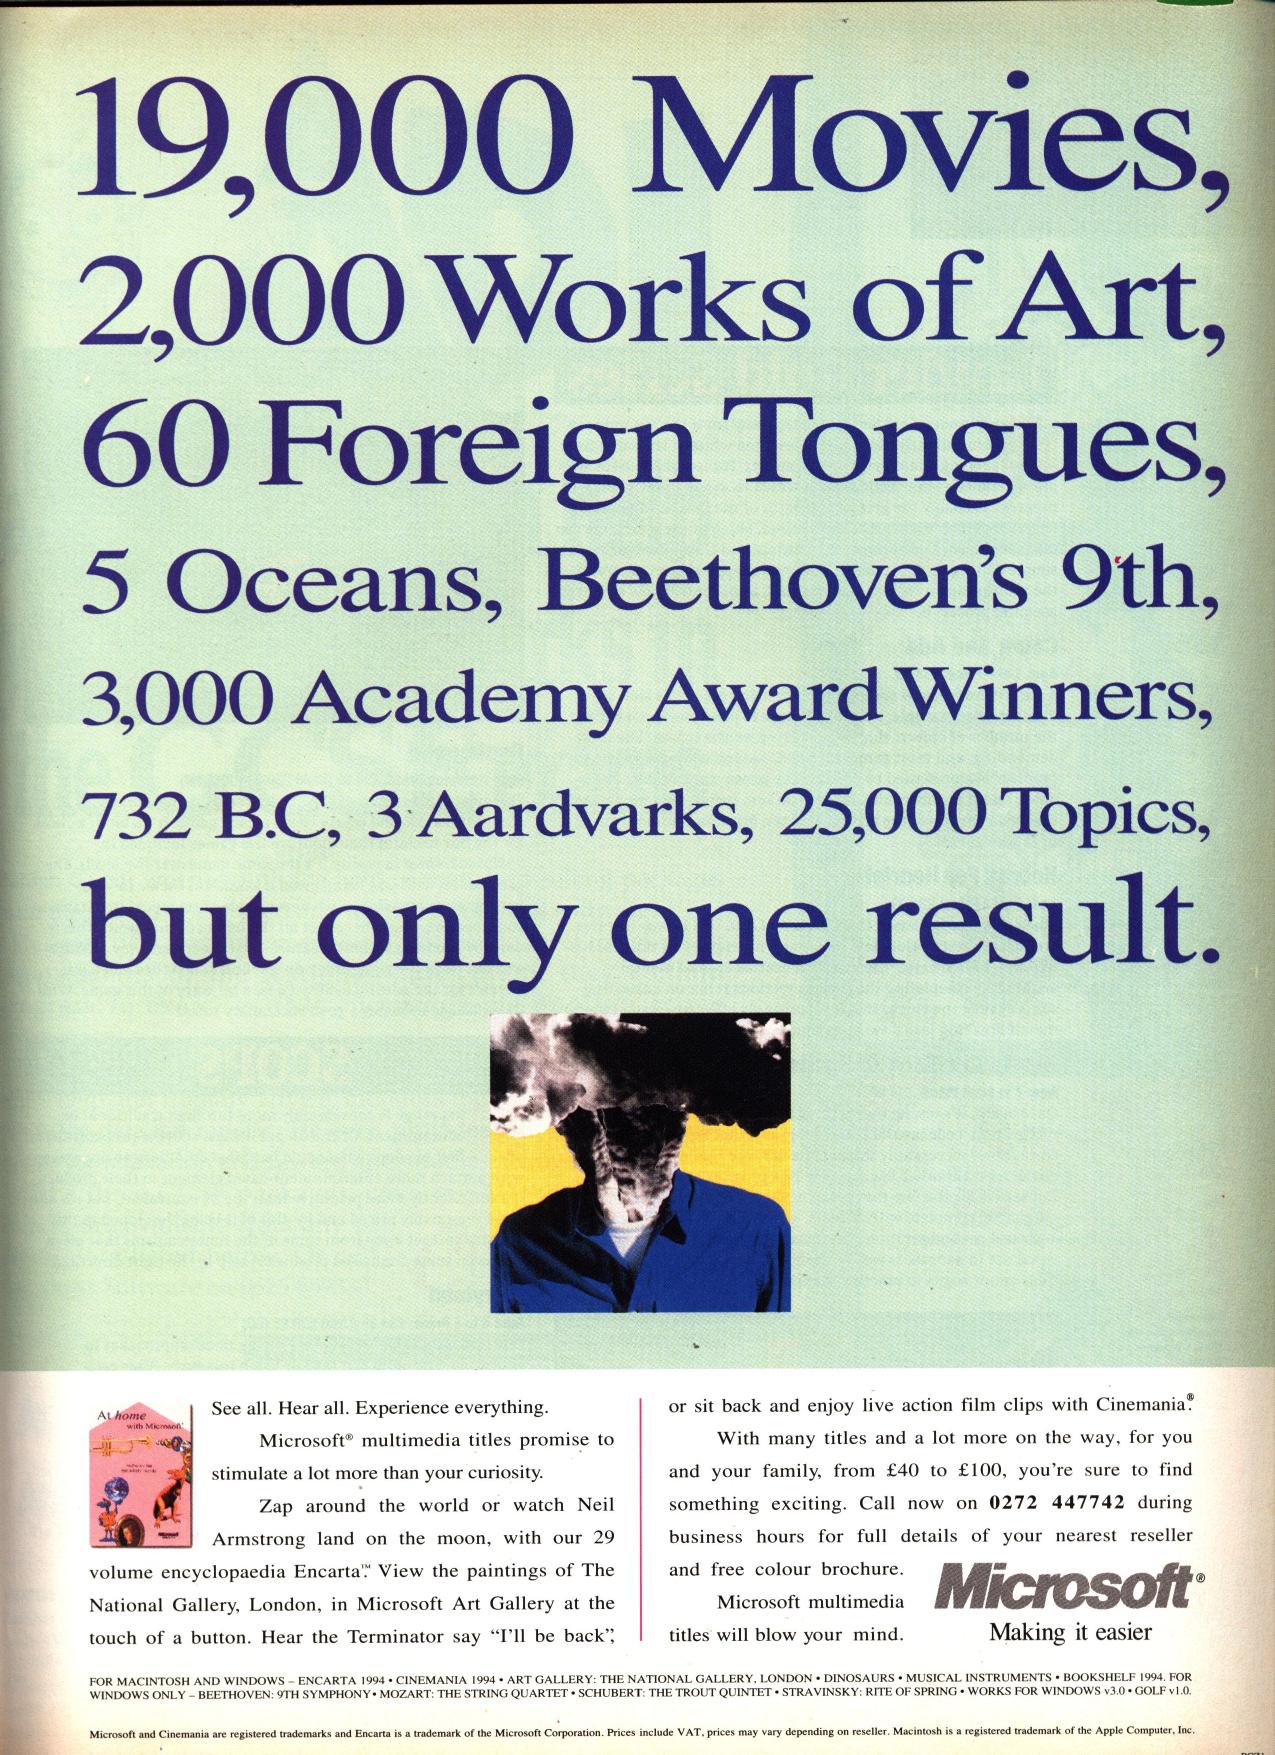 19,000 Movies,
2,000 Works of Art,
60 Foreign Tongues,
5 Oceans, Beethoven's 9th,
3,000 Academy Award Winners,
732 B.C, 3 Aardvarks, 25,000 Topics,
but only one result.
At home
with Microsoft
See all. Hear all. Experience everything.
Microsoft® multimedia titles promise to
stimulate a lot more than your curiosity.
Zap around the world or watch Neil
Armstrong land on the moon, with our 29
volume encyclopaedia Encarta™. View the paintings of The
National Gallery, London, in Microsoft Art Gallery at the
touch of a button. Hear the Terminator say “I'll be back”,
or sit back and enjoy live action film clips with Cinemania®.
With many titles and a lot more on the way, for you
and your family, from £40 to £100, you're sure to find
something exciting. Call now on 0272 447742 during
business hours for full details of your nearest reseller
and free colour brochure.
Microsoft multimedia
titles will blow your mind.
Microsoft®
Making it easier
FOR MACINTOSH AND WINDOWS – ENCARTA 1994 • CINEMANIA 1994 • ART GALLERY: THE NATIONAL GALLERY, LONDON • DINOSAURS • MUSICAL INSTRUMENTS • BOOKSHELF 1994. FOR
WINDOWS ONLY – BEETHOVEN: 9TH SYMPHONY • MOZART: THE STRING QUARTET • SCHUBERT: THE TROUT QUINTET • STRAVINSKY: RITE OF SPRING • WORKS FOR WINDOWS v3.0 • GOLF v1.0.
Microsoft and Cinemania are registered trademarks and Encarta is a trademark of the Microsoft Corporation. Prices include VAT, prices may vary depending on reseller. Macintosh is a registered trademark of the Apple Computer, Inc.